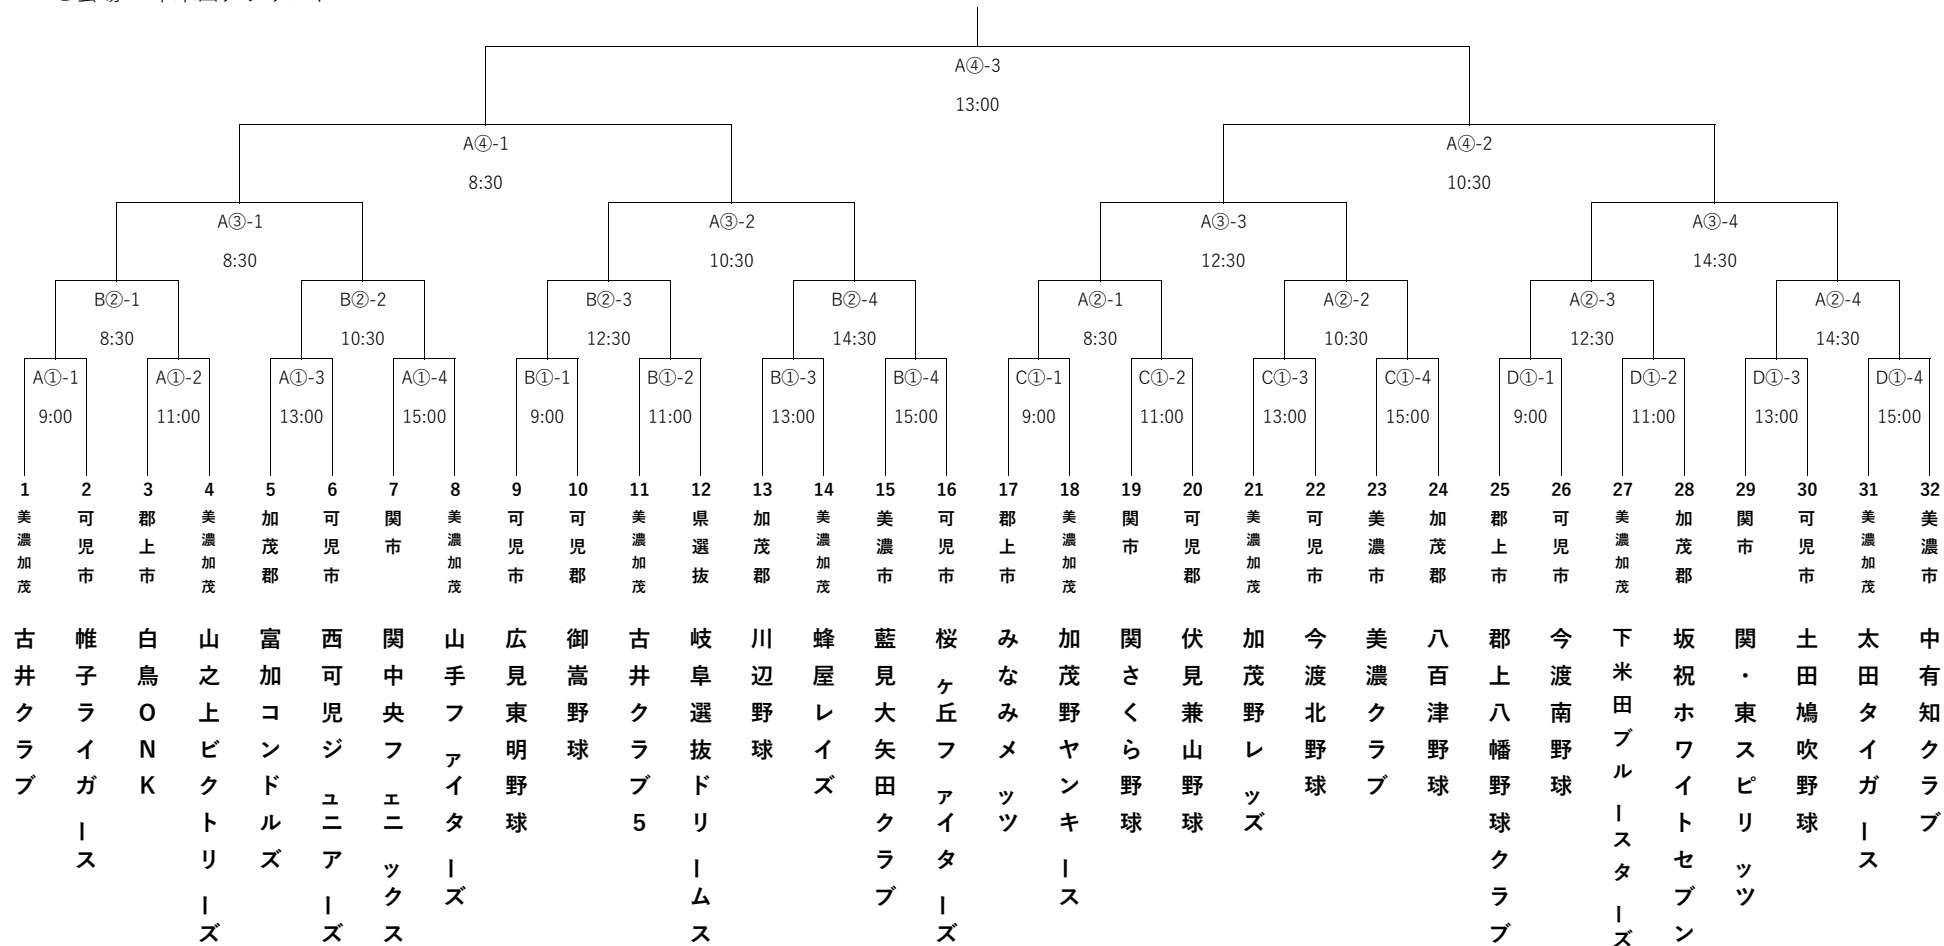 A④-3
13:00
A④-1
8:30
A④-2
10:30
A③-1
8:30
A③-2
10:30
A③-3
12:30
A③-4
14:30
B②-1
8:30
B②-2
10:30
B②-3
12:30
B②-4
14:30
A②-1
8:30
A②-2
10:30
A②-3
12:30
A②-4
14:30
A①-1
9:00
A①-2
11:00
A①-3
13:00
A①-4
15:00
B①-1
9:00
B①-2
11:00
B①-3
13:00
B①-4
15:00
C①-1
9:00
C①-2
11:00
C①-3
13:00
C①-4
15:00
D①-1
9:00
D①-2
11:00
D①-3
13:00
D①-4
15:00
1
美濃加茂
古井クラブ
2
可児市
帷子ライガース
3
郡上市
白鳥ONK
4
美濃加茂
山之上ビクトリーズ
5
加茂郡
富加コンドルズ
6
可児市
西可児ジュニアーズ
7
関市
関中央フェニックス
8
美濃加茂
山手ファイターズ
9
可児市
広見東明野球
10
可児郡
御嵩野球
11
美濃加茂
古井クラブ5
12
県選抜
岐阜選抜ドリームス
13
加茂郡
川辺野球
14
美濃加茂
蜂屋レイズ
15
美濃市
藍見大矢田クラブ
16
可児市
桜ヶ丘ファイターズ
17
郡上市
みなみメッツ
18
美濃加茂
加茂野ヤンキース
19
関市
関さくら野球
20
可児郡
伏見兼山野球
21
美濃加茂
加茂野レッズ
22
可児市
今渡北野球
23
美濃市
美濃クラブ
24
加茂郡
八百津野球
25
郡上市
郡上八幡野球クラブ
26
可児市
今渡南野球
27
美濃加茂
下米田ブルースターズ
28
加茂郡
坂祝ホワイトセブン
29
関市
関・東スピリッツ
30
可児市
土田鳩吹野球
31
美濃加茂
太田タイガース
32
美濃市
中有知クラブ